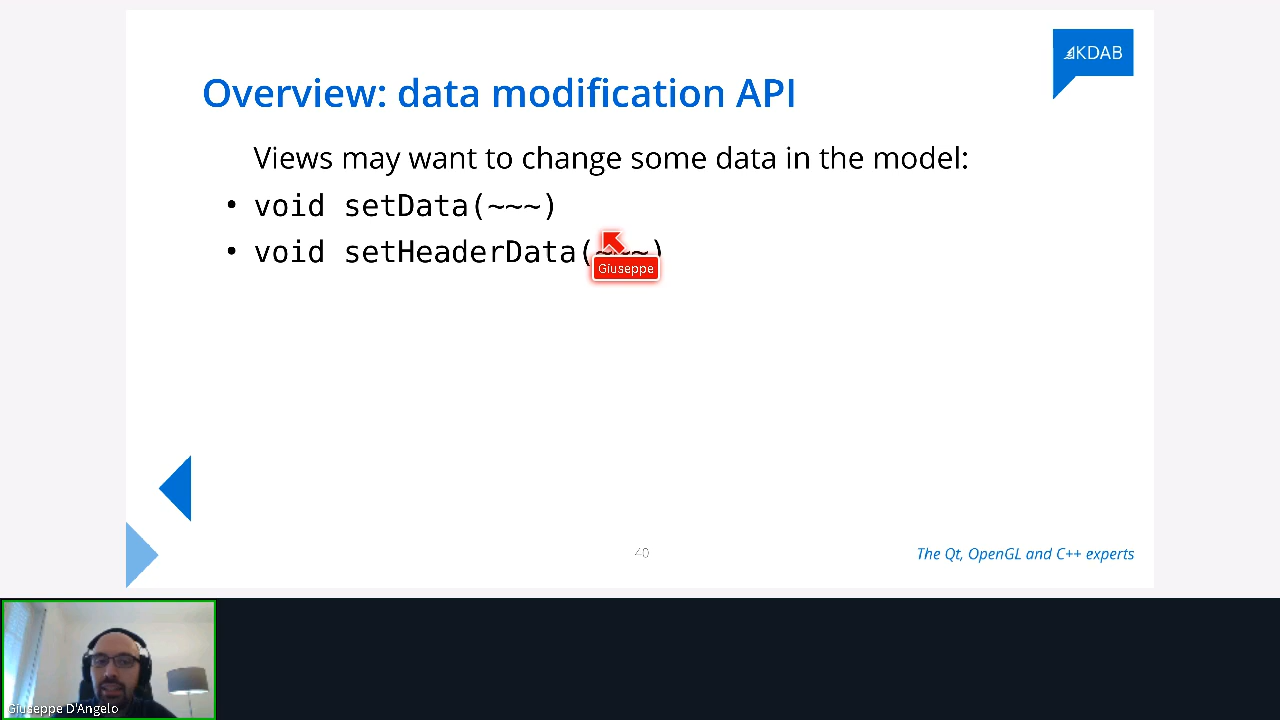 KDAB
Overview: data modification API
Views may want to change some data in the model:
• void setData(~~~)
• void setHeaderData(~~~)
Giuseppe
40
The Qt, OpenGL and C++ experts
Giuseppe D'Angelo